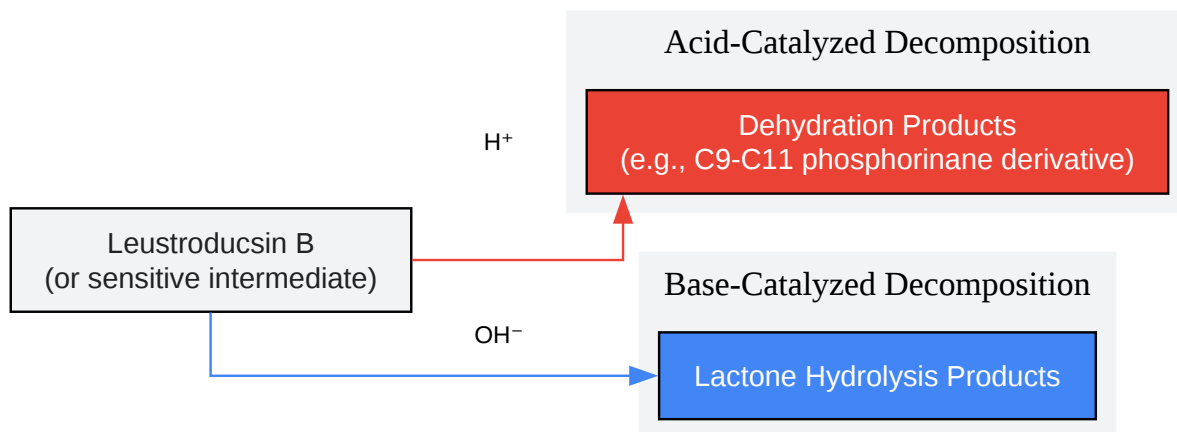 Acid-Catalyzed Decomposition
Dehydration Products
(e.g., C9-C11 phosphorinane derivative)
H⁺
Leustroducsin B
(or sensitive intermediate)
Base-Catalyzed Decomposition
OH⁻
Lactone Hydrolysis Products